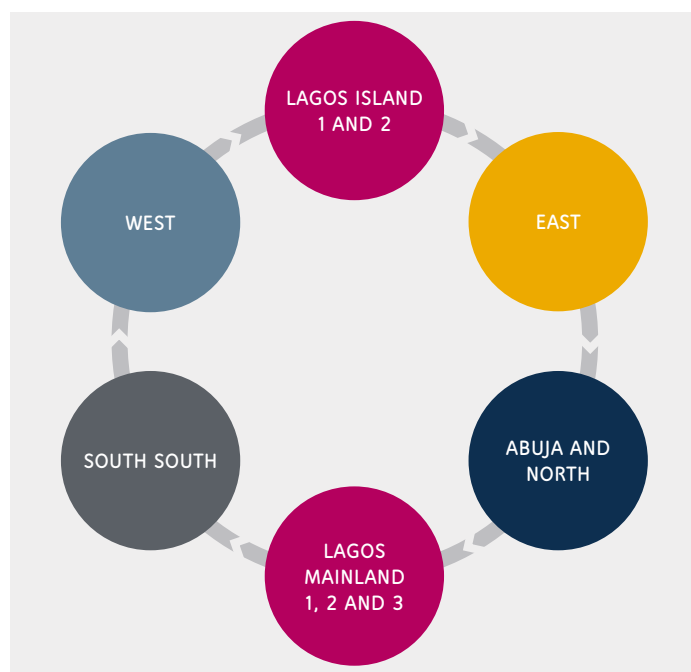 LAGOS ISLAND
1 AND 2
WEST
EAST
SOUTH SOUTH
ABUJA AND
NORTH
LAGOS
MAINLAND
1, 2 AND 3